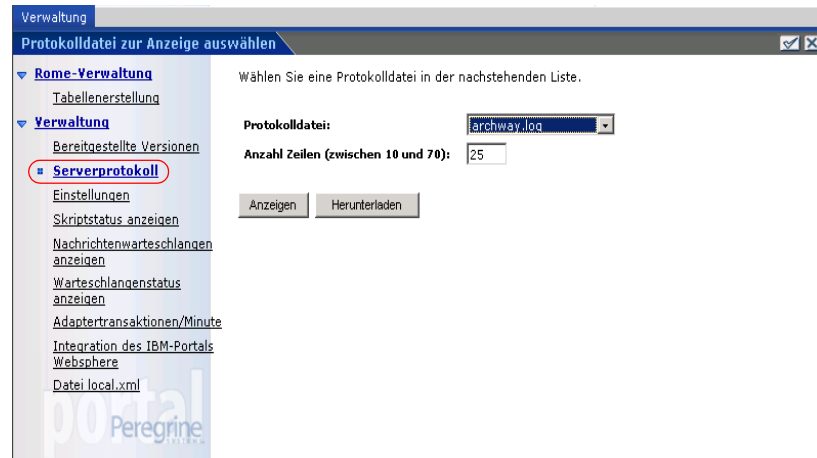 Verwaltung
Protokolldatei zur Anzeige auswählen
Rome-Verwaltung
Tabellenerstellung
Verwaltung
Bereitgestellte Versionen
Serverprotokoll
Einstellungen
Skriptstatus anzeigen
Nachrichtenwarteschlangen
anzeigen
Warteschlangenstatus
anzeigen
Adaptertransaktionen/Minute
Integration des IBM-Portals
Websphere
Datei local.xml
portal
Peregrine
SYSTEMS
Wählen Sie eine Protokolldatei in der nachstehenden Liste.
Protokolldatei: archway.log
Anzahl Zeilen (zwischen 10 und 70): 25
Anzeigen Herunterladen